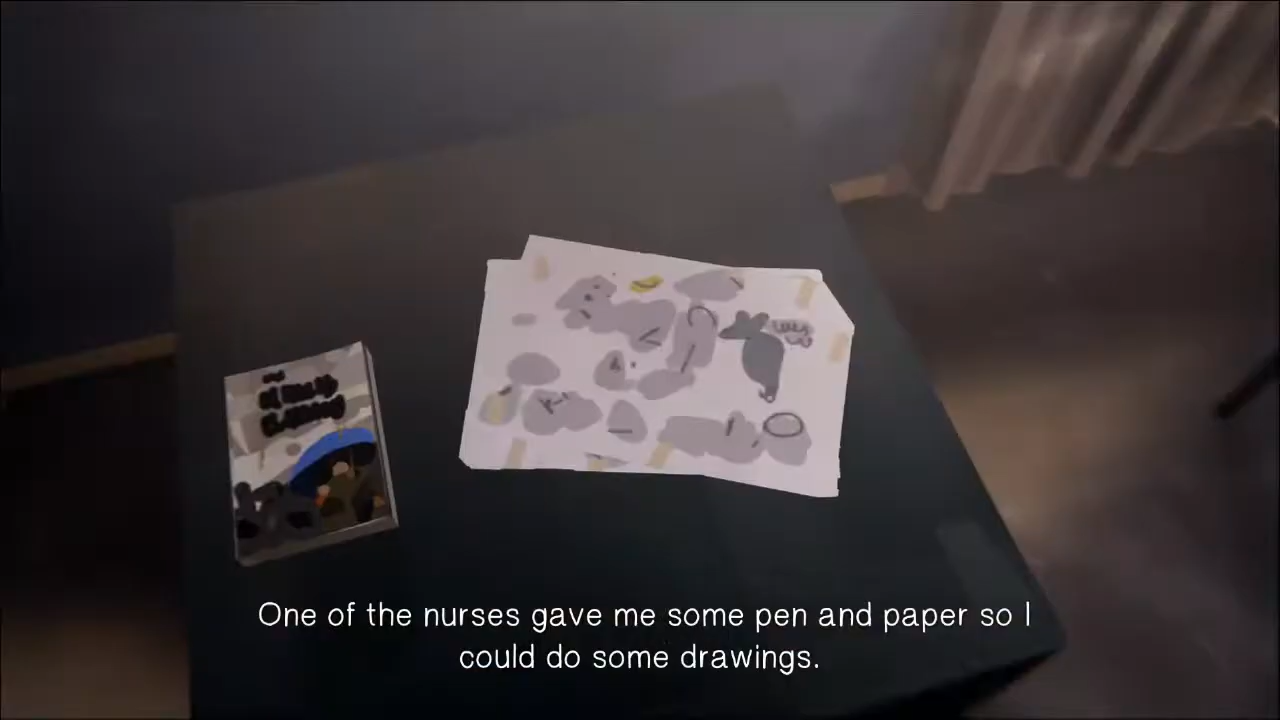 One of the nurses gave me some pen and paper so I
could do some drawings.